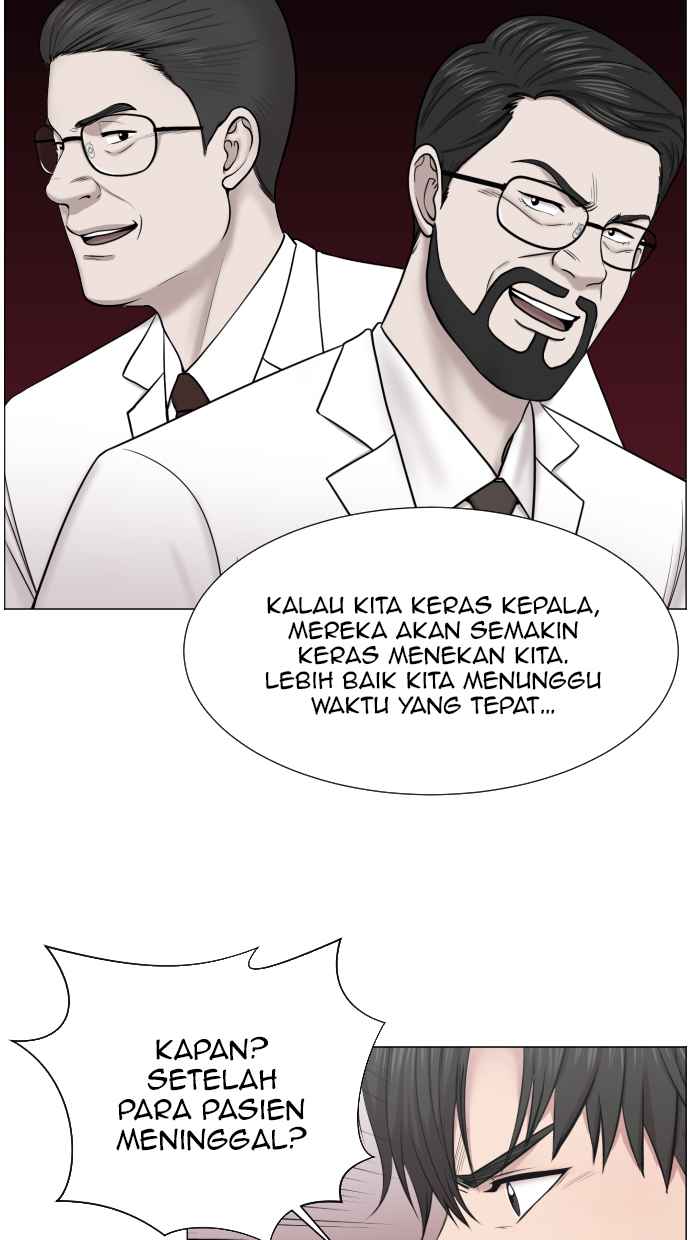 KALAU KITA KERAS KEPALA,
MEREKA AKAN SEMAKIN
KERAS MENEKAN KITA.
LEBIH BAIK KITA MENUNGGU
WAKTU YANG TEPAT...
KAPAN?
SETELAH
PARA PASIEN
MENINGGAL?